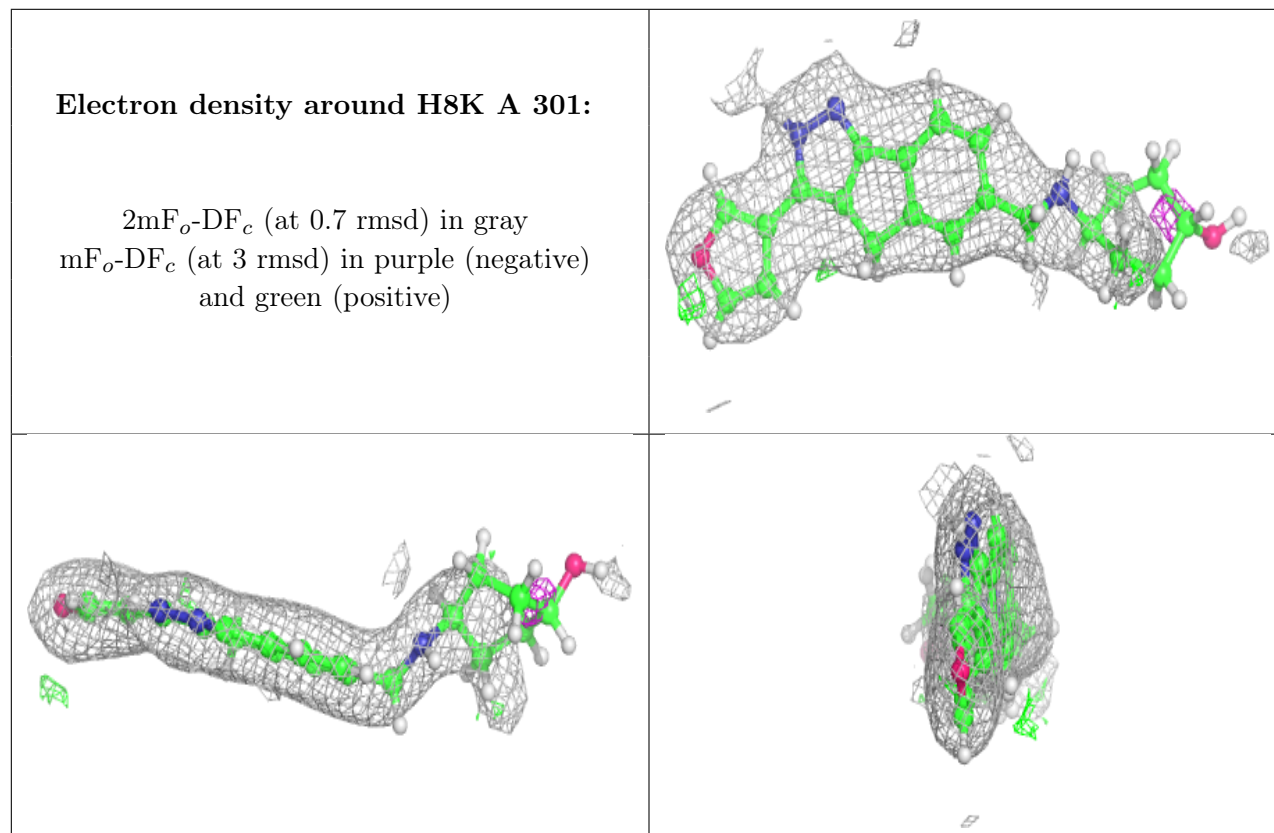 Electron density around H8K A 301:
2mFₒ-DF𝒸 (at 0.7 rmsd) in gray
mFₒ-DF𝒸 (at 3 rmsd) in purple (negative)
and green (positive)